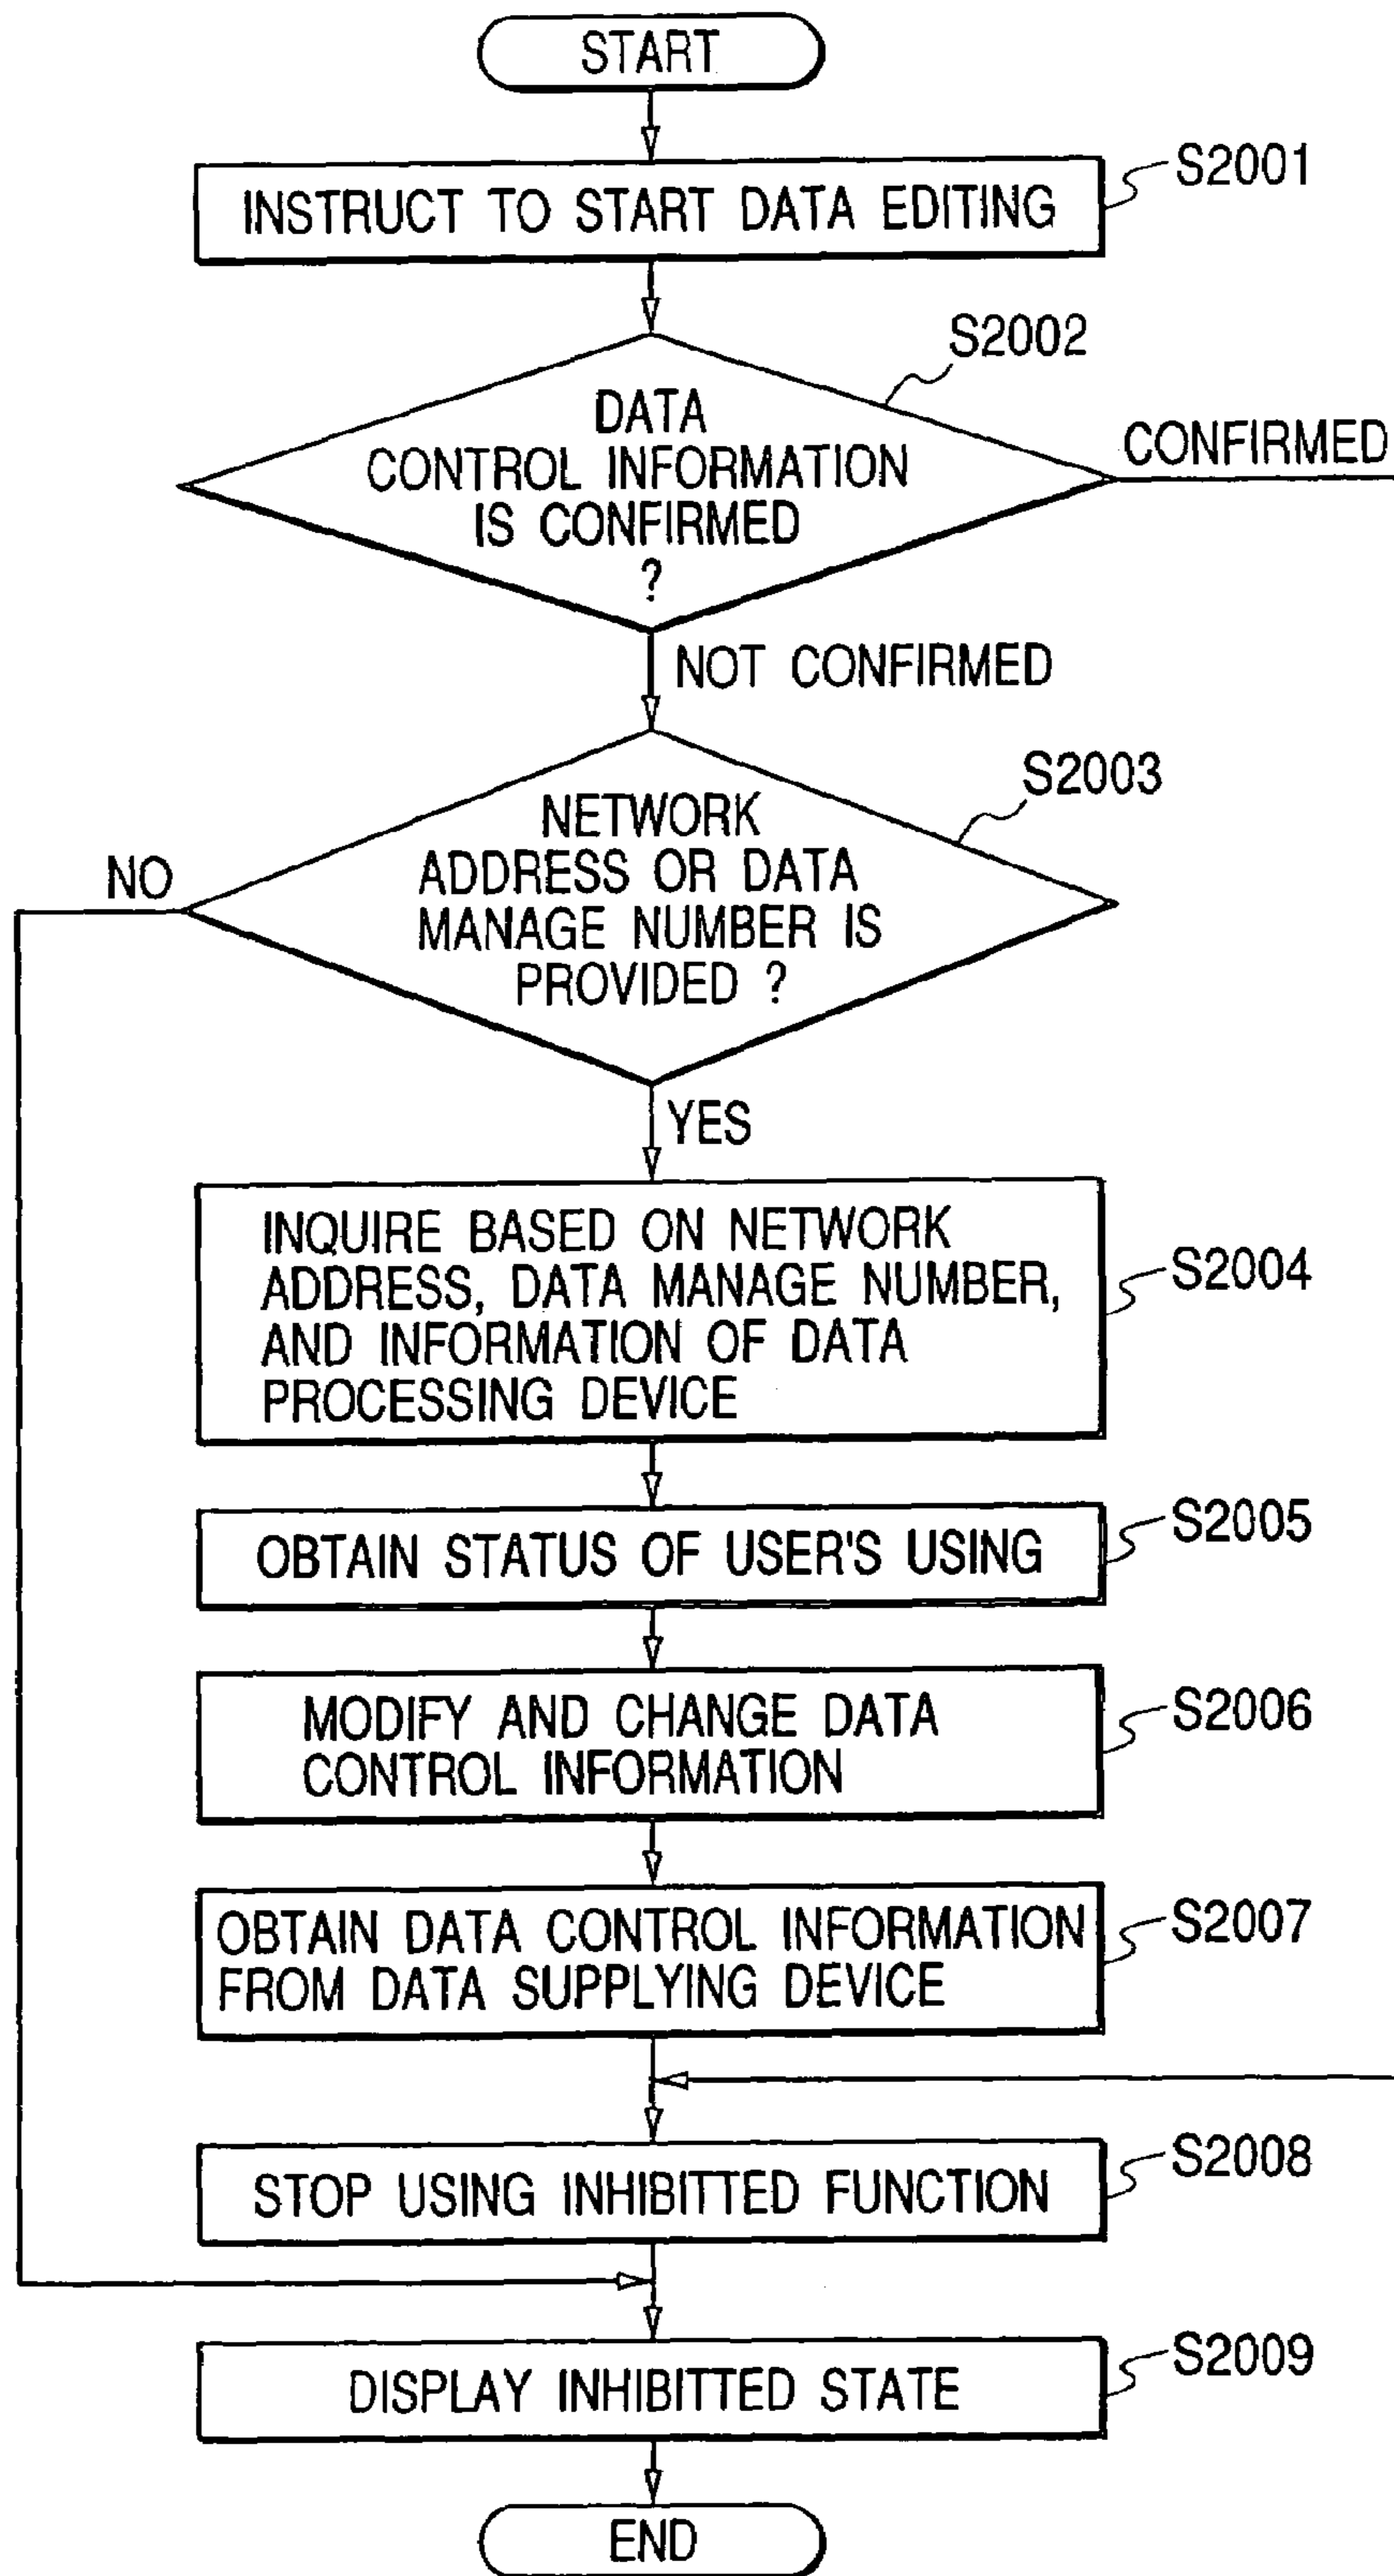 START
INSTRUCT TO START DATA EDITING
S2001
S2002
DATA
CONTROL INFORMATION
IS CONFIRMED
?
CONFIRMED
NOT CONFIRMED
S2003
NETWORK
ADDRESS OR DATA
MANAGE NUMBER IS
PROVIDED ?
NO
YES
INQUIRE BASED ON NETWORK
ADDRESS, DATA MANAGE NUMBER,
AND INFORMATION OF DATA
PROCESSING DEVICE
S2004
OBTAIN STATUS OF USER'S USING
S2005
MODIFY AND CHANGE DATA
CONTROL INFORMATION
S2006
OBTAIN DATA CONTROL INFORMATION
FROM DATA SUPPLYING DEVICE
S2007
STOP USING INHIBITTED FUNCTION
S2008
DISPLAY INHIBITTED STATE
S2009
END